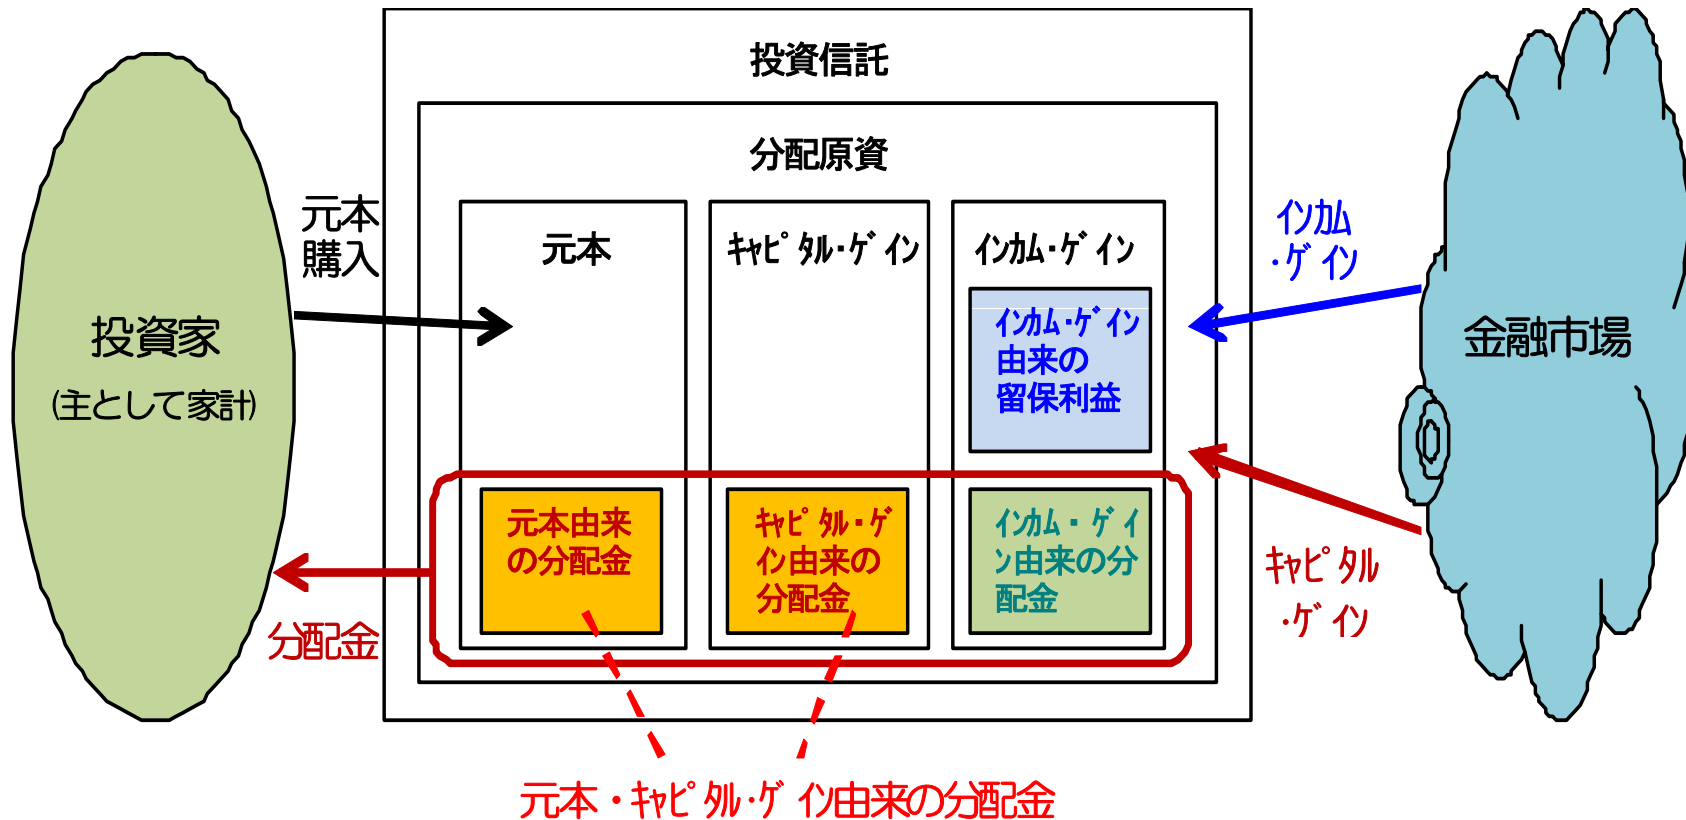 投資信託
分配原資
元本
購入
元本
キャピタル・ゲイン
インカム・ゲイン
インカム
・ゲイン
インカム・ゲイン
由来の
留保利益
投資家
(主として家計)
金融市場
元本由来
の分配金
キャピタル・ゲ
イン由来の
分配金
インカム・ゲイ
ン由来の分
配金
キャピタル
・ゲイン
分配金
元本・キャピタル・ゲイン由来の分配金